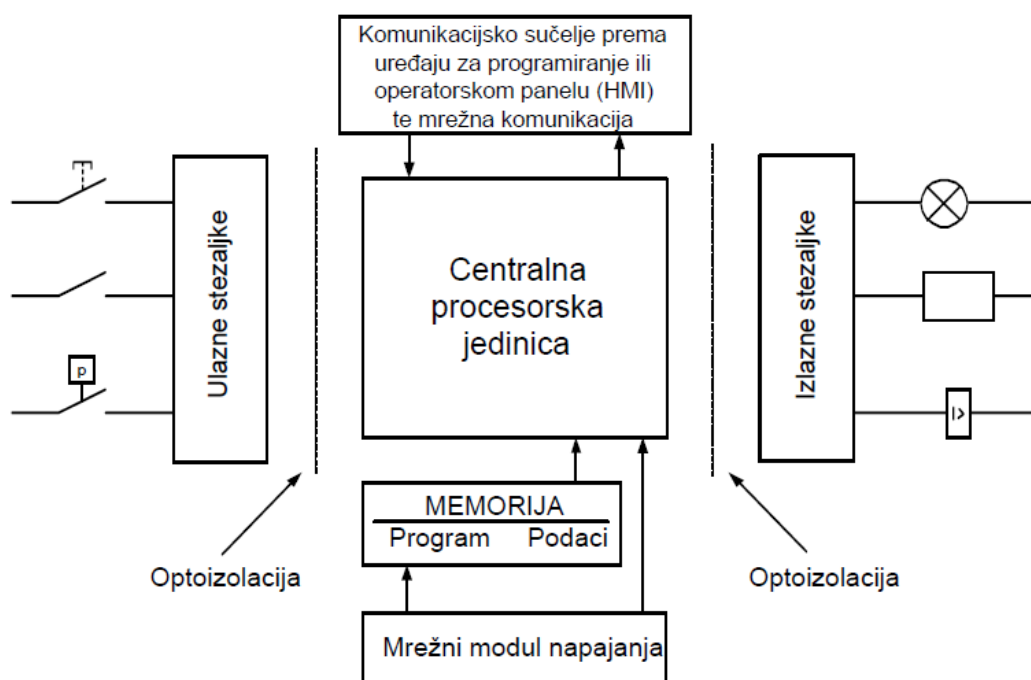 Komunikacijsko sučelje prema
uređaju za programiranje ili
operatorskom panelu (HMI)
te mrežna komunikacija
Ulazne stezaljke
p
Centralna
procesorska
jedinica
Izlazne stezaljke
I>
MEMORIJA
Program Podaci
Optoizolacija
Optoizolacija
Mrežni modul napajanja